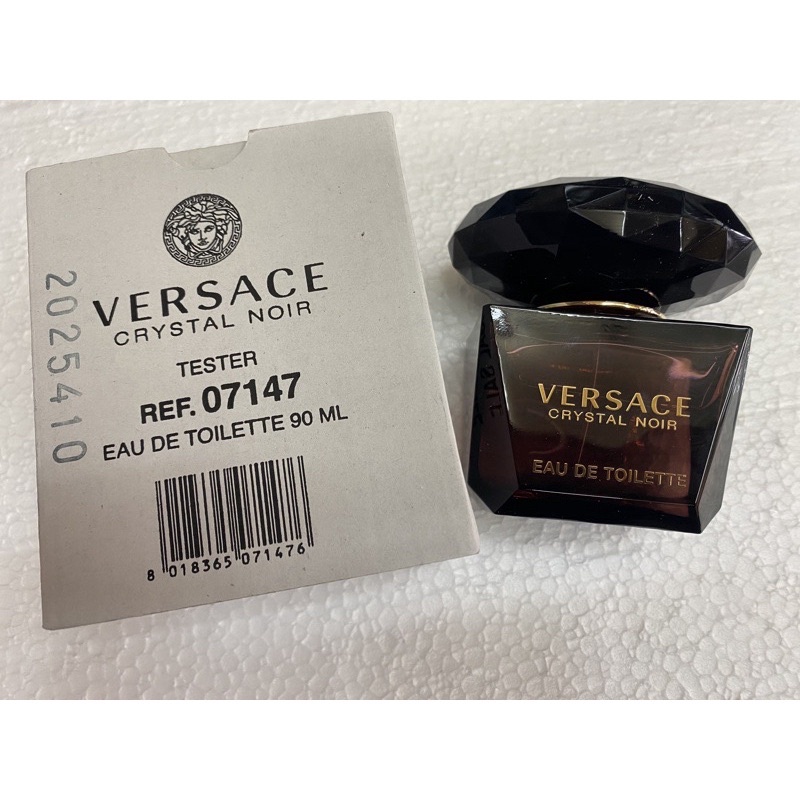 2025410
VERSACE
CRYSTAL NOIR
TESTER
REF. 07147
EAU DE TOILETTE 90 ML
8 018365 071476
VERSACE
CRYSTAL NOIR
EAU DE TOILETTE